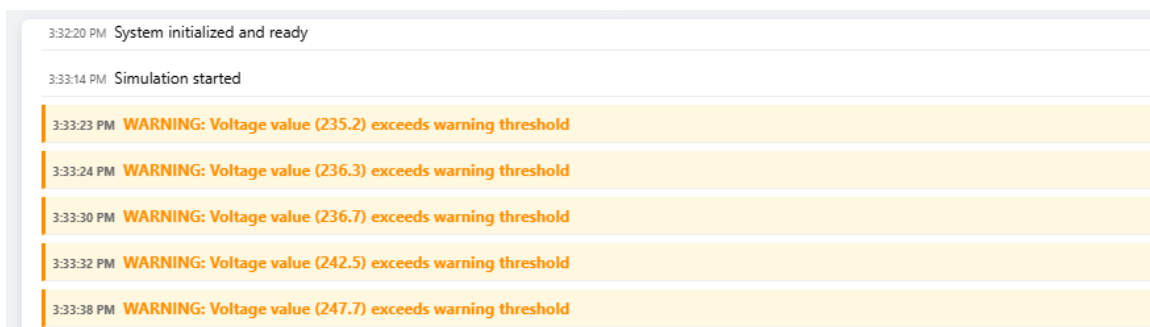 3:32:20 PM System initialized and ready
3:33:14 PM Simulation started
3:33:23 PM WARNING: Voltage value (235.2) exceeds warning threshold
3:33:24 PM WARNING: Voltage value (236.3) exceeds warning threshold
3:33:30 PM WARNING: Voltage value (236.7) exceeds warning threshold
3:33:32 PM WARNING: Voltage value (242.5) exceeds warning threshold
3:33:38 PM WARNING: Voltage value (247.7) exceeds warning threshold